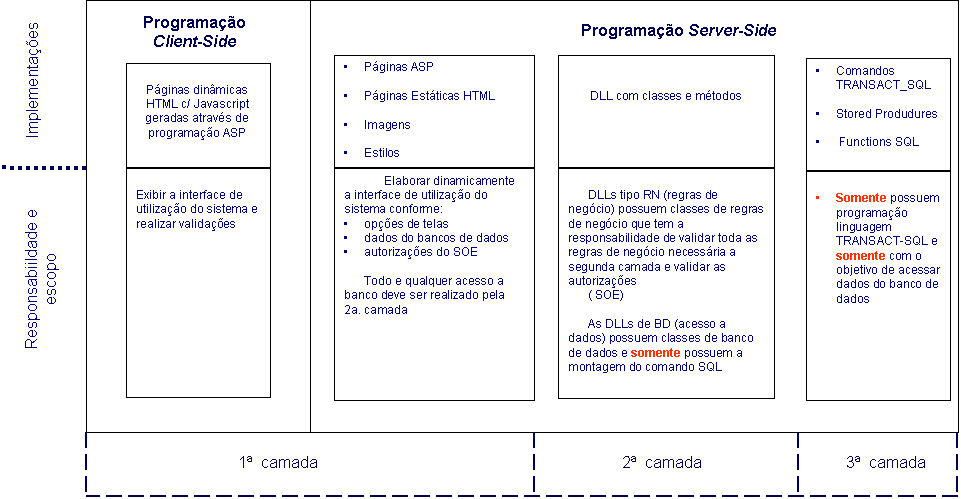 Programação
Client-Side
Programação Server-Side
Implementações
Páginas dinâmicas
HTML c/ Javascript
geradas através de
programação ASP
• Páginas ASP
• Páginas Estáticas HTML
• Imagens
• Estilos
DLL com classes e métodos
• Comandos
TRANSACT_SQL
• Stored Produdures
• Functions SQL
Responsabilidade e
escopo
Exibir a interface de
utilização do sistema e
realizar validações
Elaborar dinamicamente
a interface de utilização do
sistema conforme:
• opções de telas
• dados do bancos de dados
• autorizações do SOE
Todo e qualquer acesso a
banco deve ser realizado pela
2a. camada
DLLs tipo RN (regras de
negócio) possuem classes de regras
de negócio que tem a
responsabilidade de validar toda as
regras de negócio necessária a
segunda camada e validar as
autorizações
( SOE)
As DLLs de BD (acesso a
dados) possuem classes de banco
de dados e somente possuem a
montagem do comando SQL
• Somente possuem
programação
linguagem
TRANSACT-SQL e
somente com o
objetivo de acessar
dados do banco de
dados
1ª camada
2ª camada
3ª camada